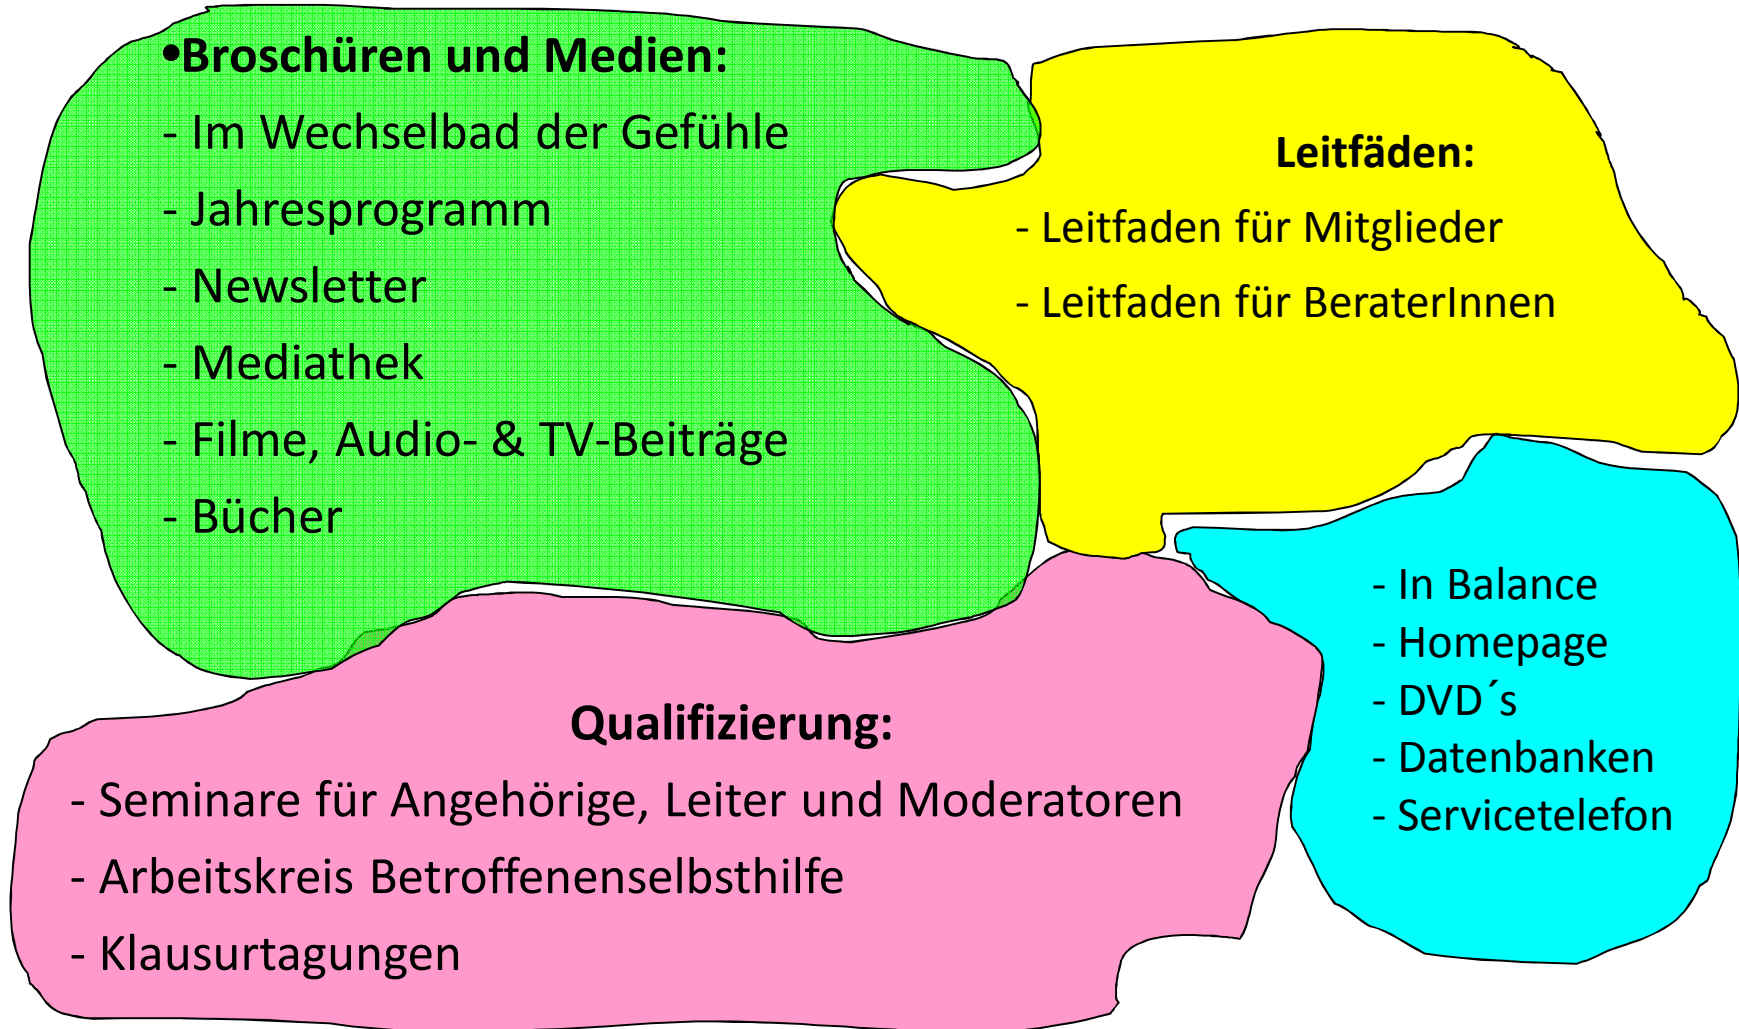 •Broschüren und Medien:
- Im Wechselbad der Gefühle
- Jahresprogramm
- Newsletter
- Mediathek
- Filme, Audio- & TV-Beiträge
- Bücher
Leitfäden:
- Leitfaden für Mitglieder
- Leitfaden für BeraterInnen
- In Balance
- Homepage
- DVD´s
- Datenbanken
- Servicetelefon
Qualifizierung:
- Seminare für Angehörige, Leiter und Moderatoren
- Arbeitskreis Betroffenenselbsthilfe
- Klausurtagungen